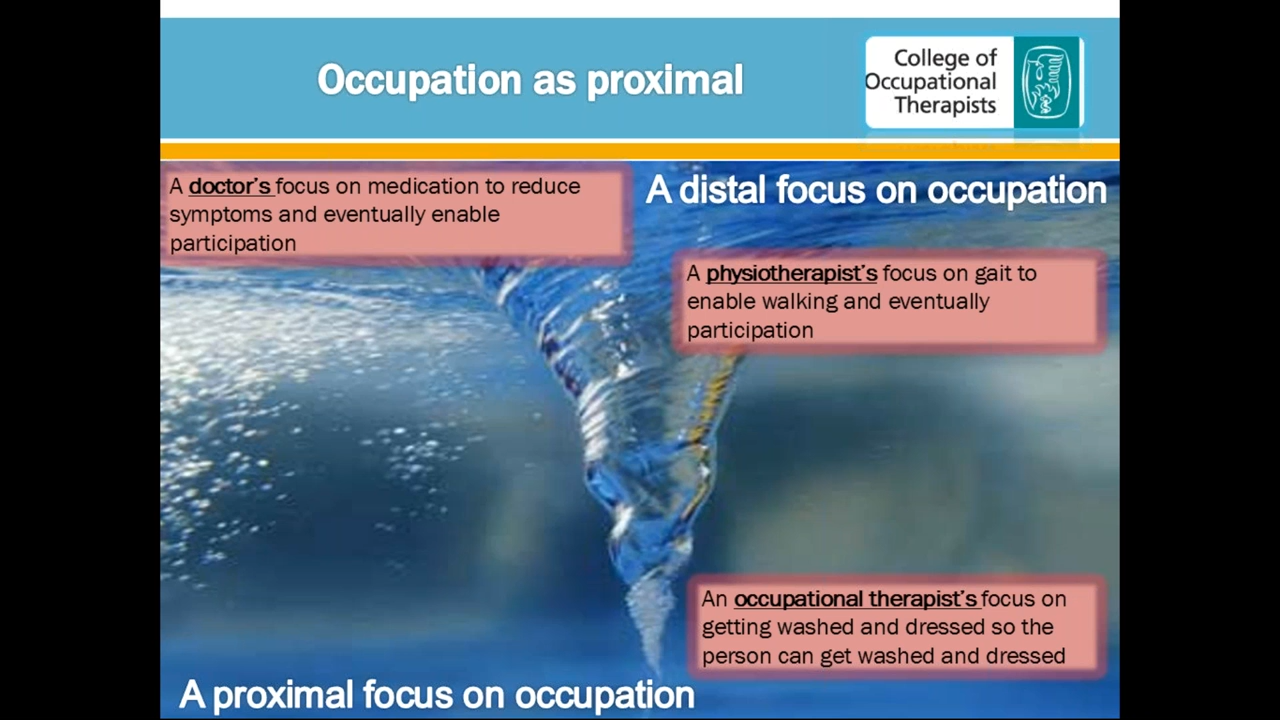 Occupation as proximal
College of
Occupational
Therapists
A doctor's focus on medication to reduce
symptoms and eventually enable
participation
A distal focus on occupation
A physiotherapist's focus on gait to
enable walking and eventually
participation
An occupational therapist's focus on
getting washed and dressed so the
person can get washed and dressed
A proximal focus on occupation